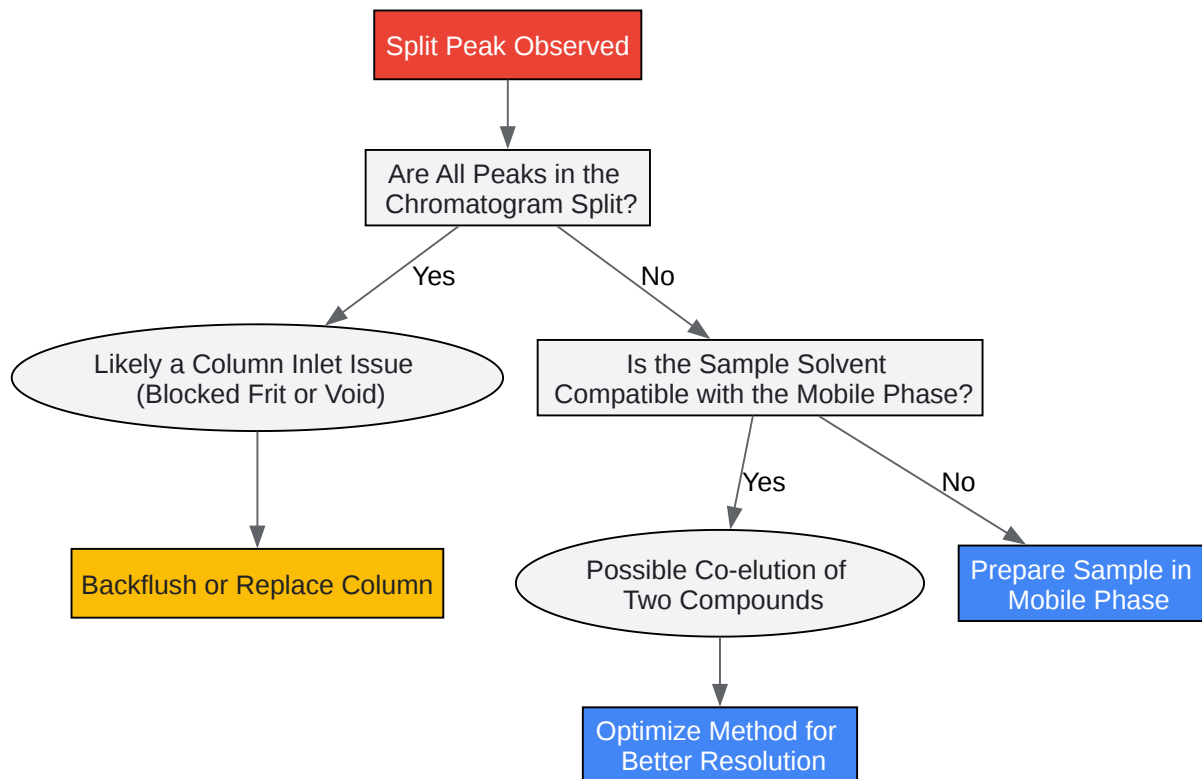 Split Peak Observed
Are All Peaks in the
Chromatogram Split?
Yes
No
Likely a Column Inlet Issue
(Blocked Frit or Void)
Is the Sample Solvent
Compatible with the Mobile Phase?
Yes
No
Backflush or Replace Column
Possible Co-elution of
Two Compounds
Prepare Sample in
Mobile Phase
Optimize Method for
Better Resolution